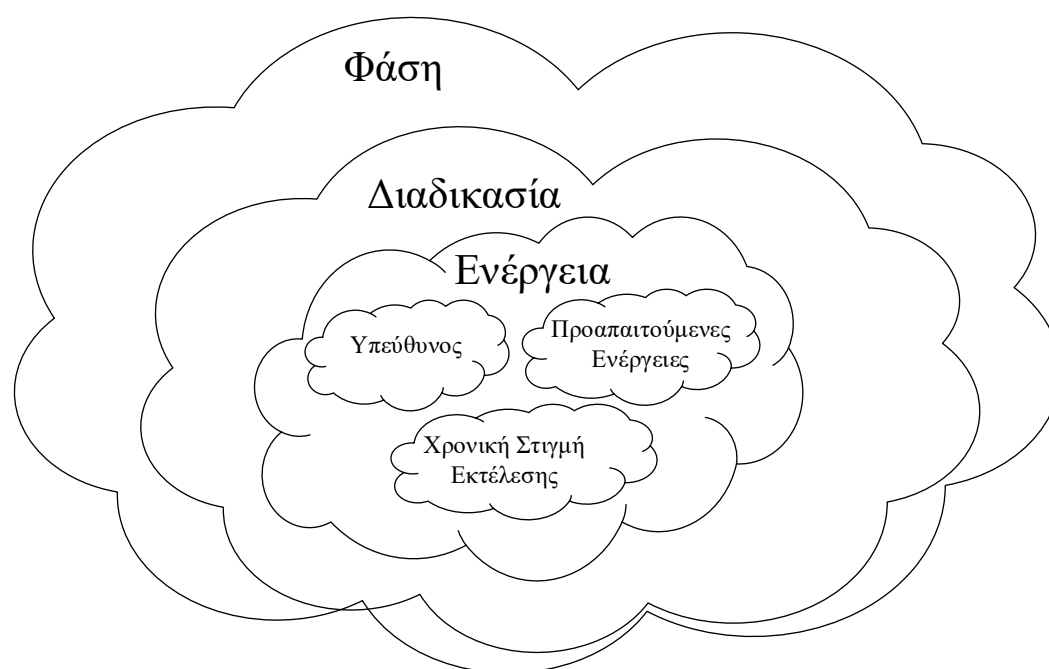 Φάση
Διαδικασία
Ενέργεια
Υπεύθυνος
Προαπαιτούμενες
Ενέργειες
Χρονική Στιγμή
Εκτέλεσης